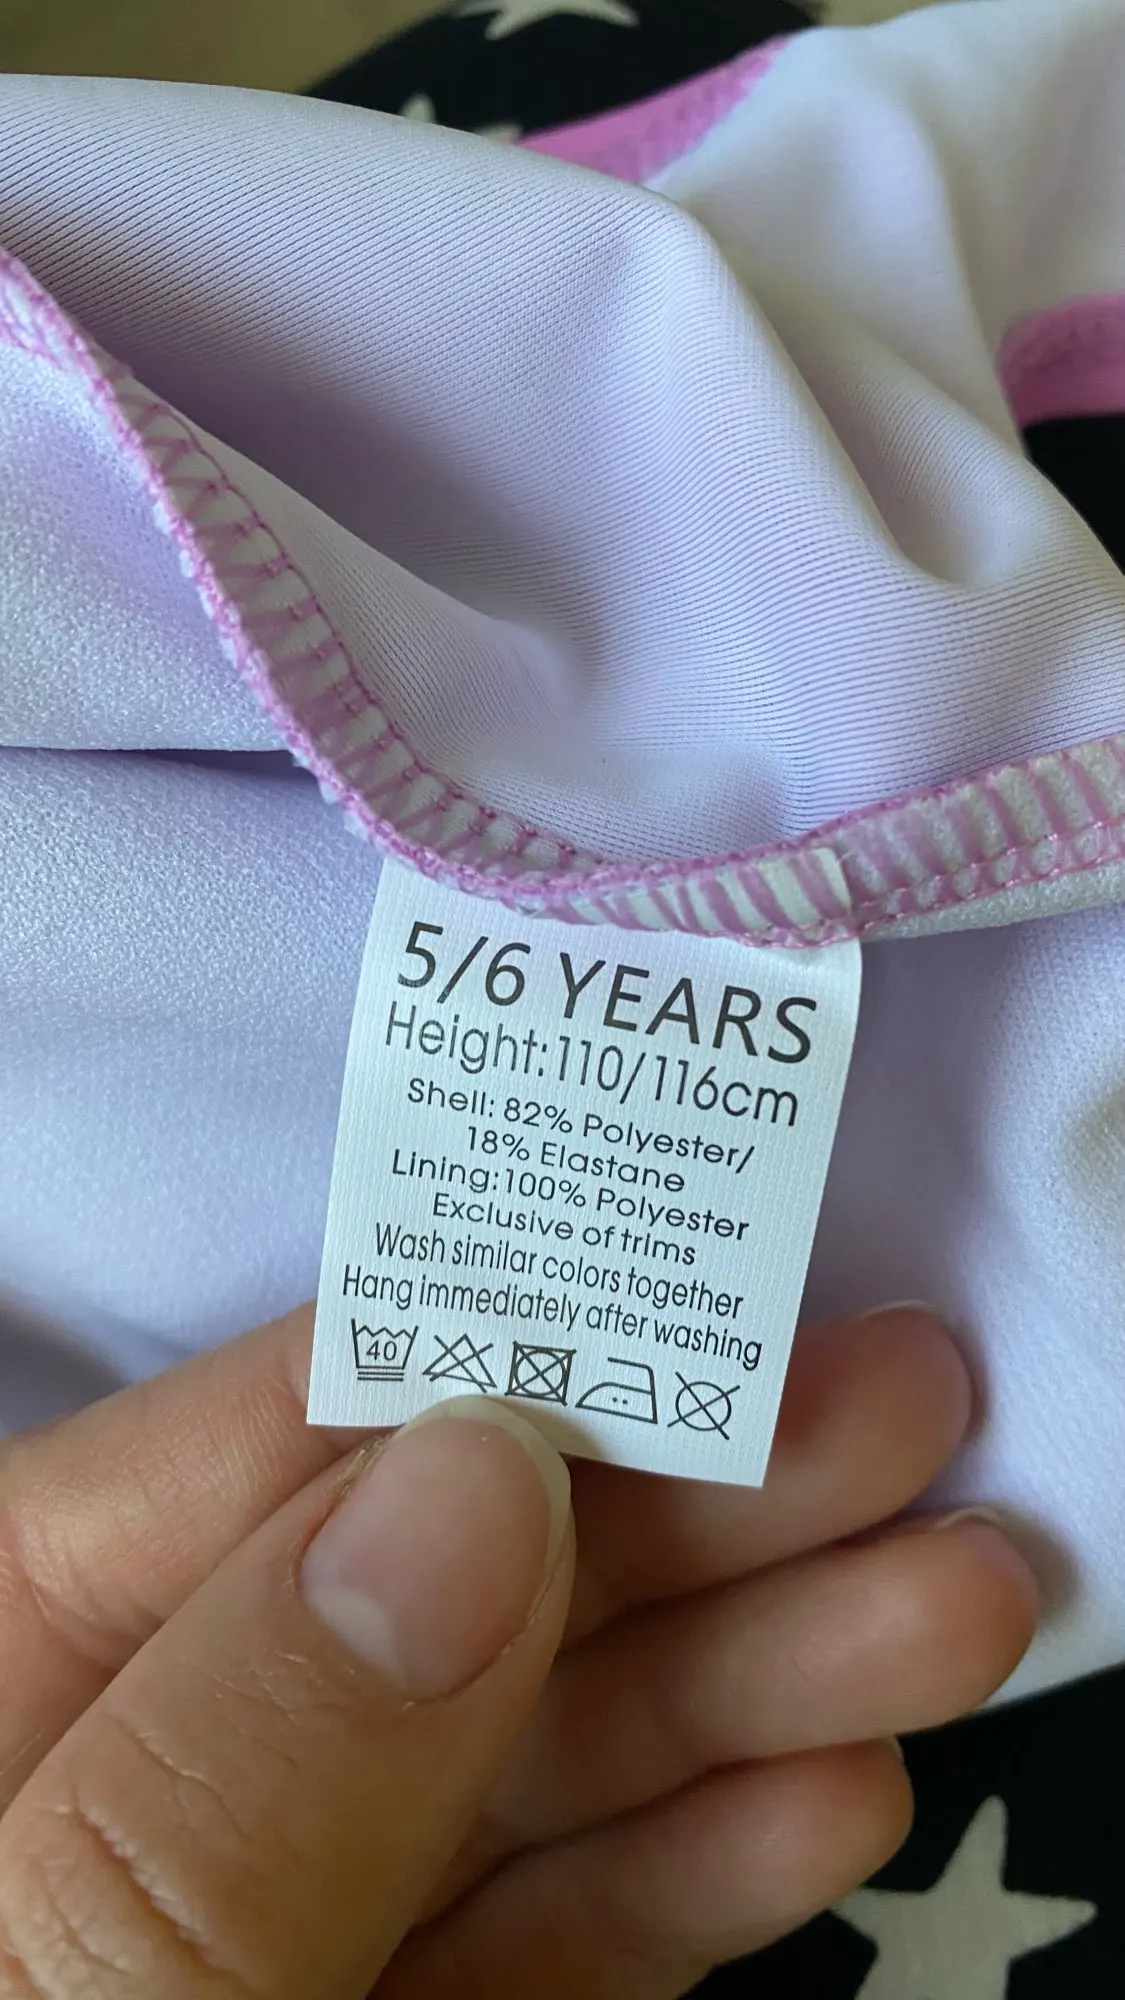 5/6 YEARS
Height:110/116cm
Shell: 82% Polyester/
18% Elastane
Lining:100% Polyester
Exclusive of trims
Wash similar colors together
Hang immediately after washing
40